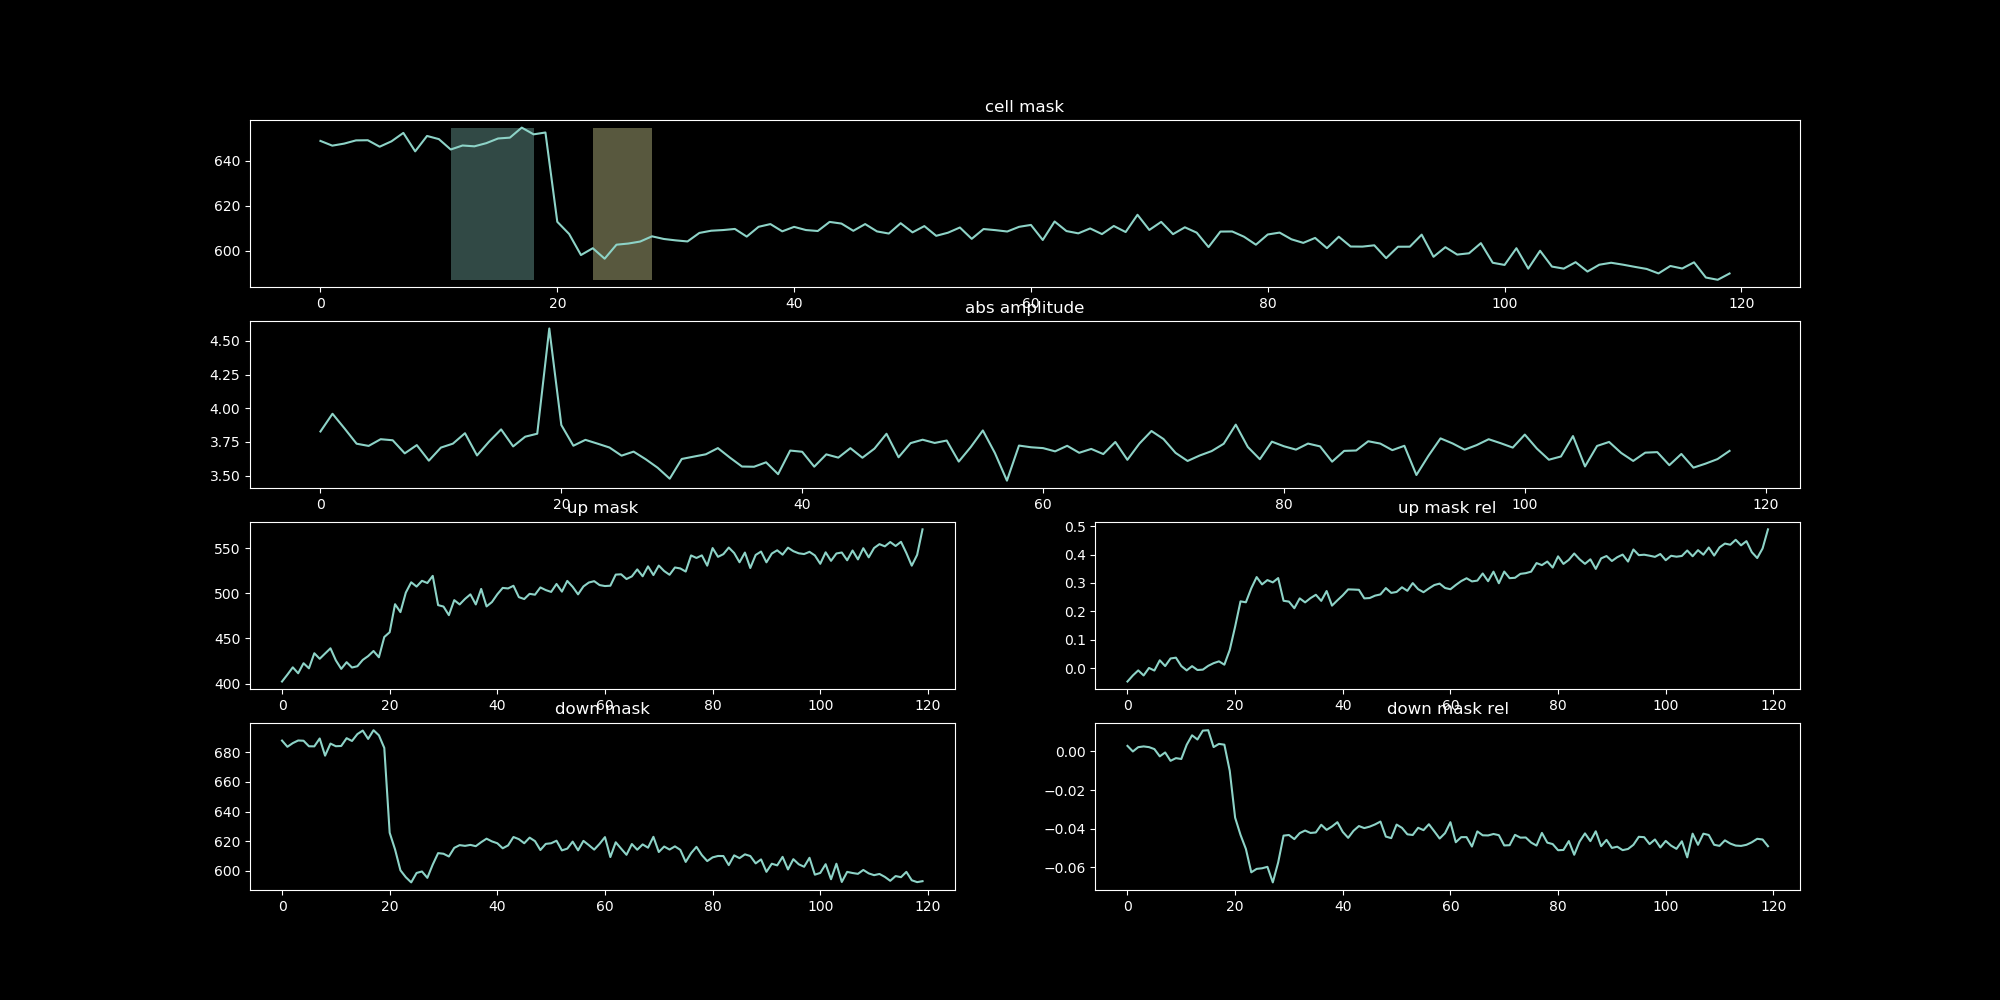 cell mask
640
620
600
0 20 40 60 80 100 120
abs amplitude
4.50
4.25
4.00
3.75
3.50
0 20 40 60 80 100 120
up mask
550
500
450
400
0 20 40 60 80 100 120
up mask rel
0.5
0.4
0.3
0.2
0.1
0.0
0 20 40 60 80 100 120
down mask
680
660
640
620
600
0 20 40 60 80 100 120
down mask rel
0.00
−0.02
−0.04
−0.06
0 20 40 60 80 100 120